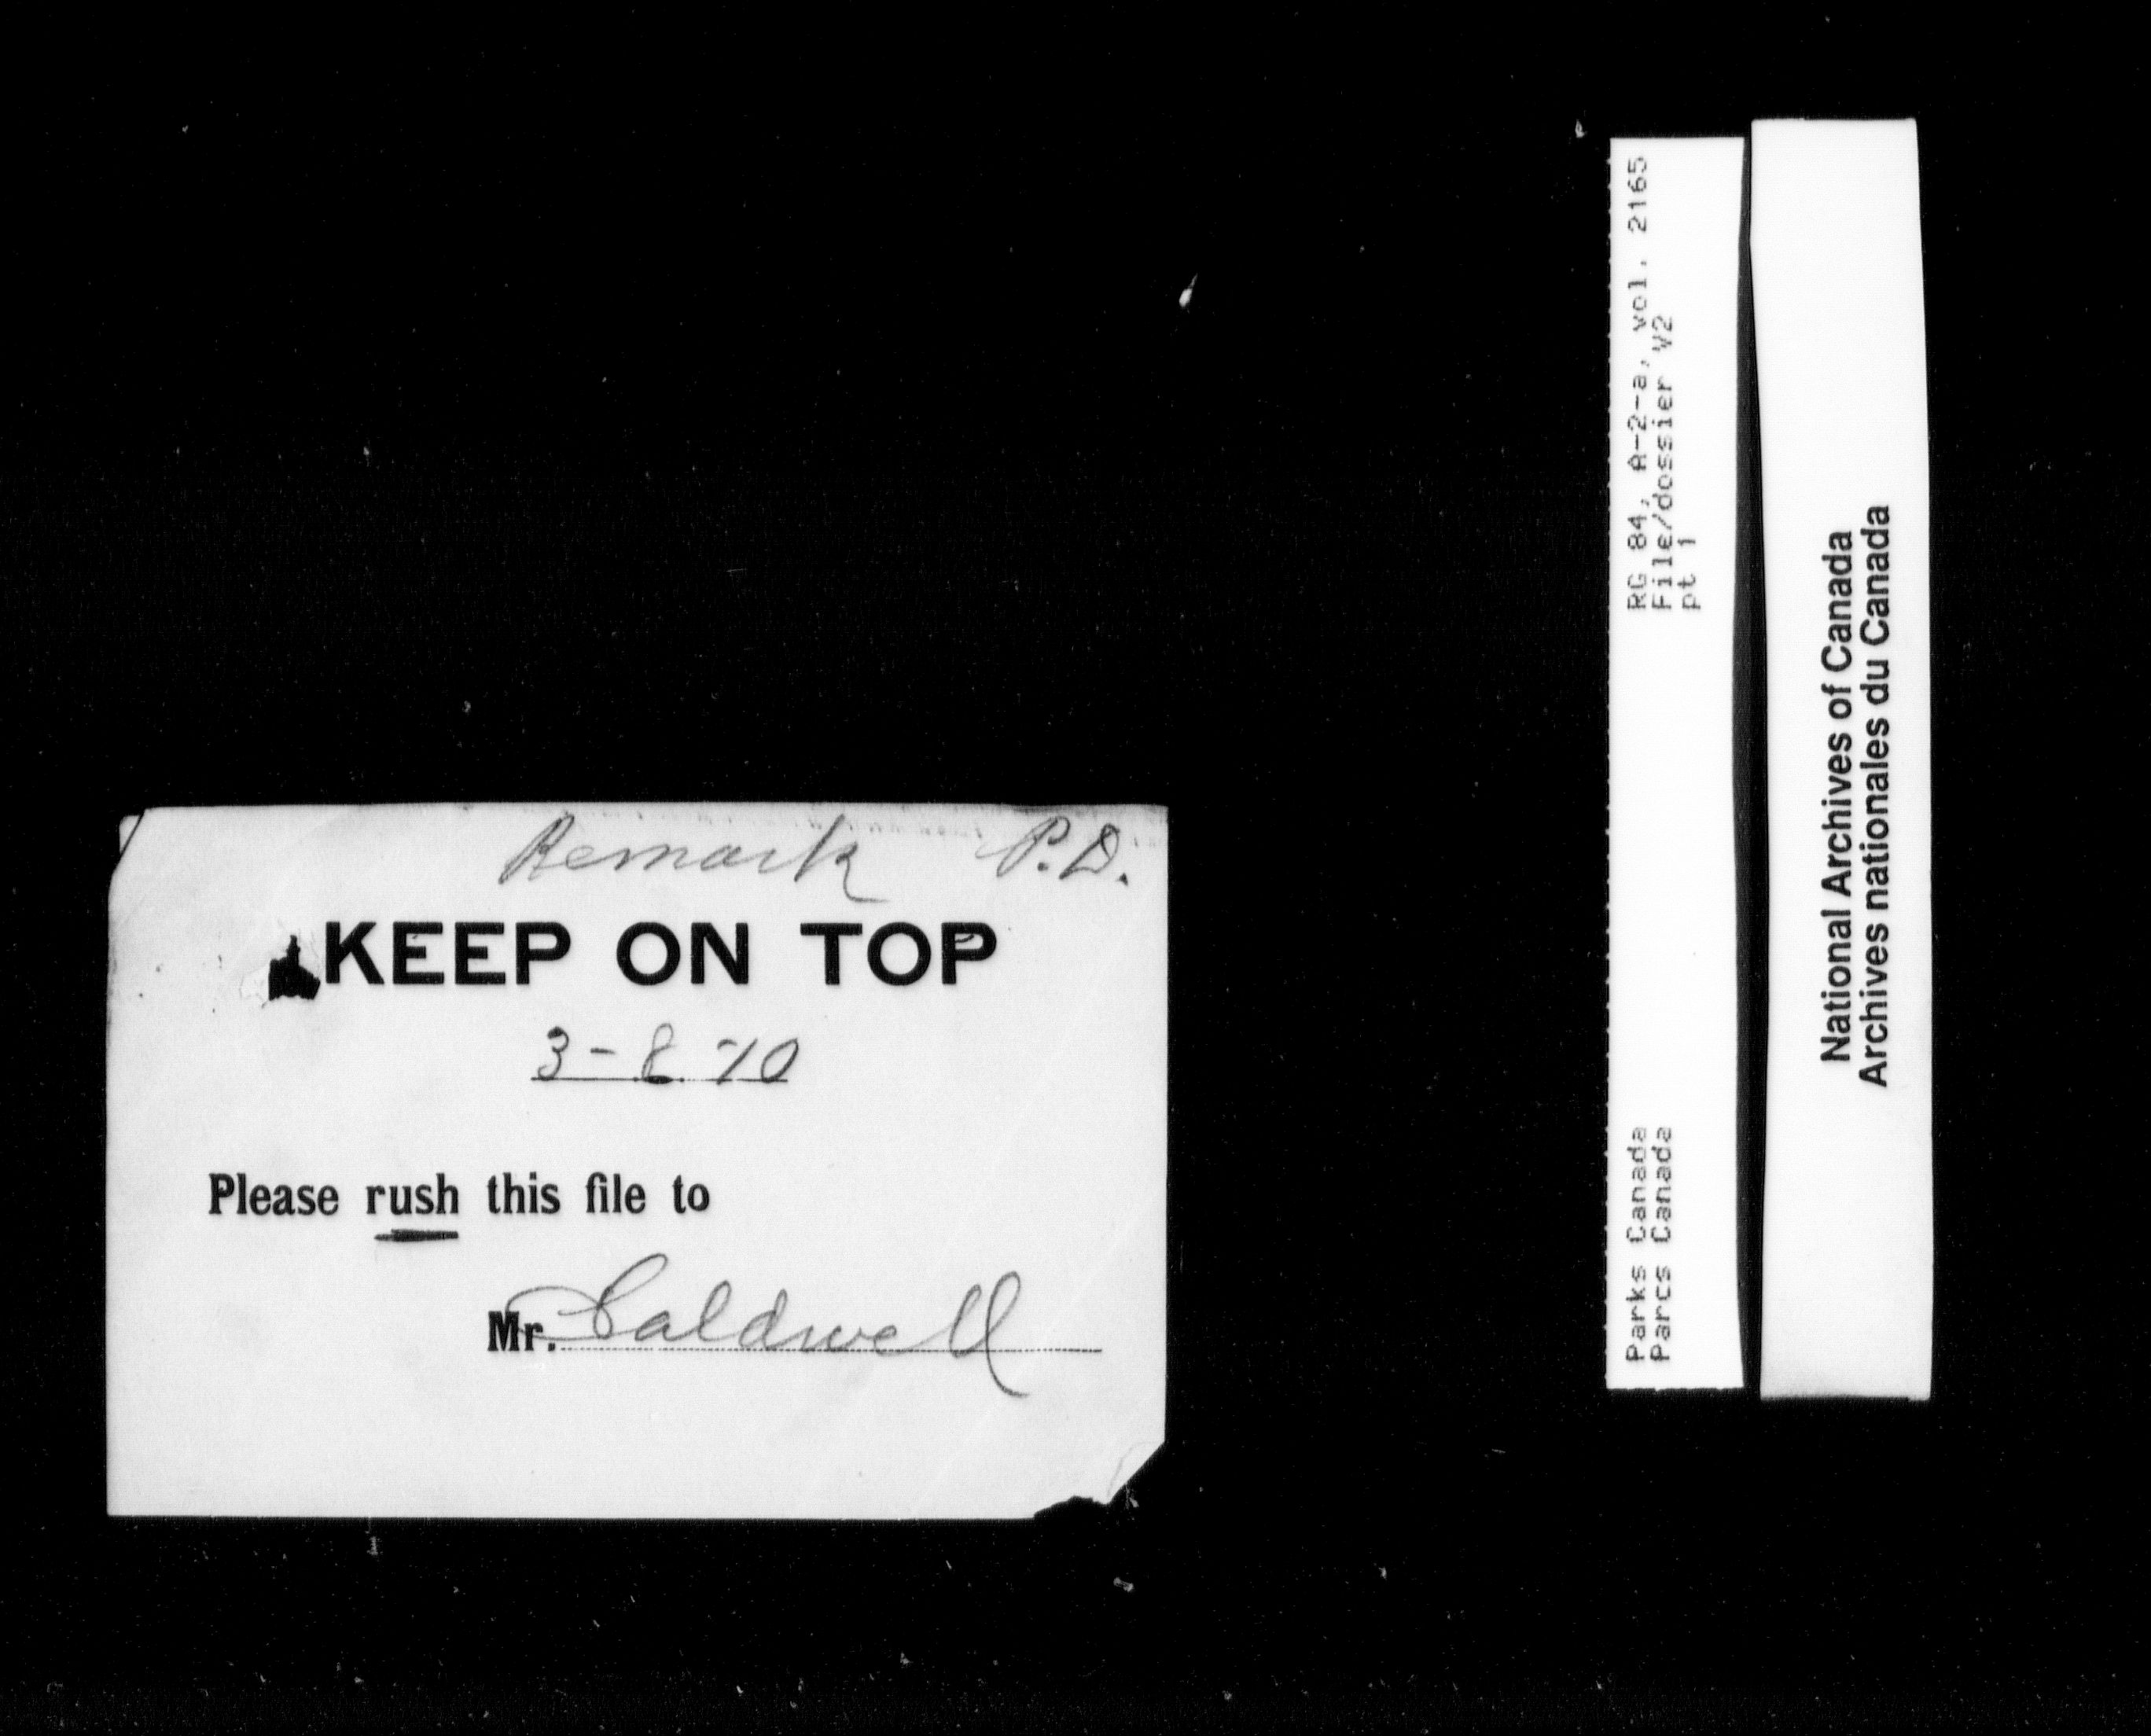 Remark P.D.
KEEP ON TOP
3-8-10
Please rush this file to
Mr. Caldwell
RG 84, A-2-a, vol. 2165
File/dossier V2
pt 1
Parks Canada
Parcs Canada
National Archives of Canada
Archives nationales du Canada